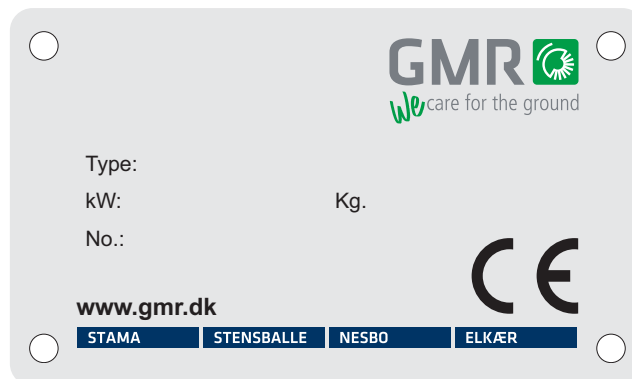 GMR
We care for the ground
Type:
kW: Kg.
No.:
CE
www.gmr.dk
STAMA STENSBALLE NESBO ELKÆR